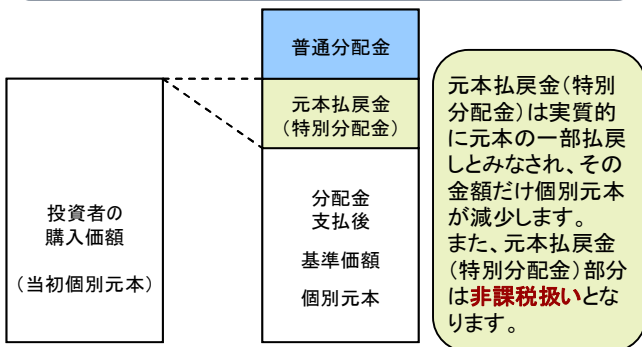 普通分配金
元本払戻金
(特別分配金)
投資者の
購入価額
(当初個別元本)
分配金
支払後
基準価額
個別元本
元本払戻金(特別
分配金)は実質的
に元本の一部払戻
しとみなされ、その
金額だけ個別元本
が減少します。
また、元本払戻金
(特別分配金)部分
は非課税扱いとな
ります。